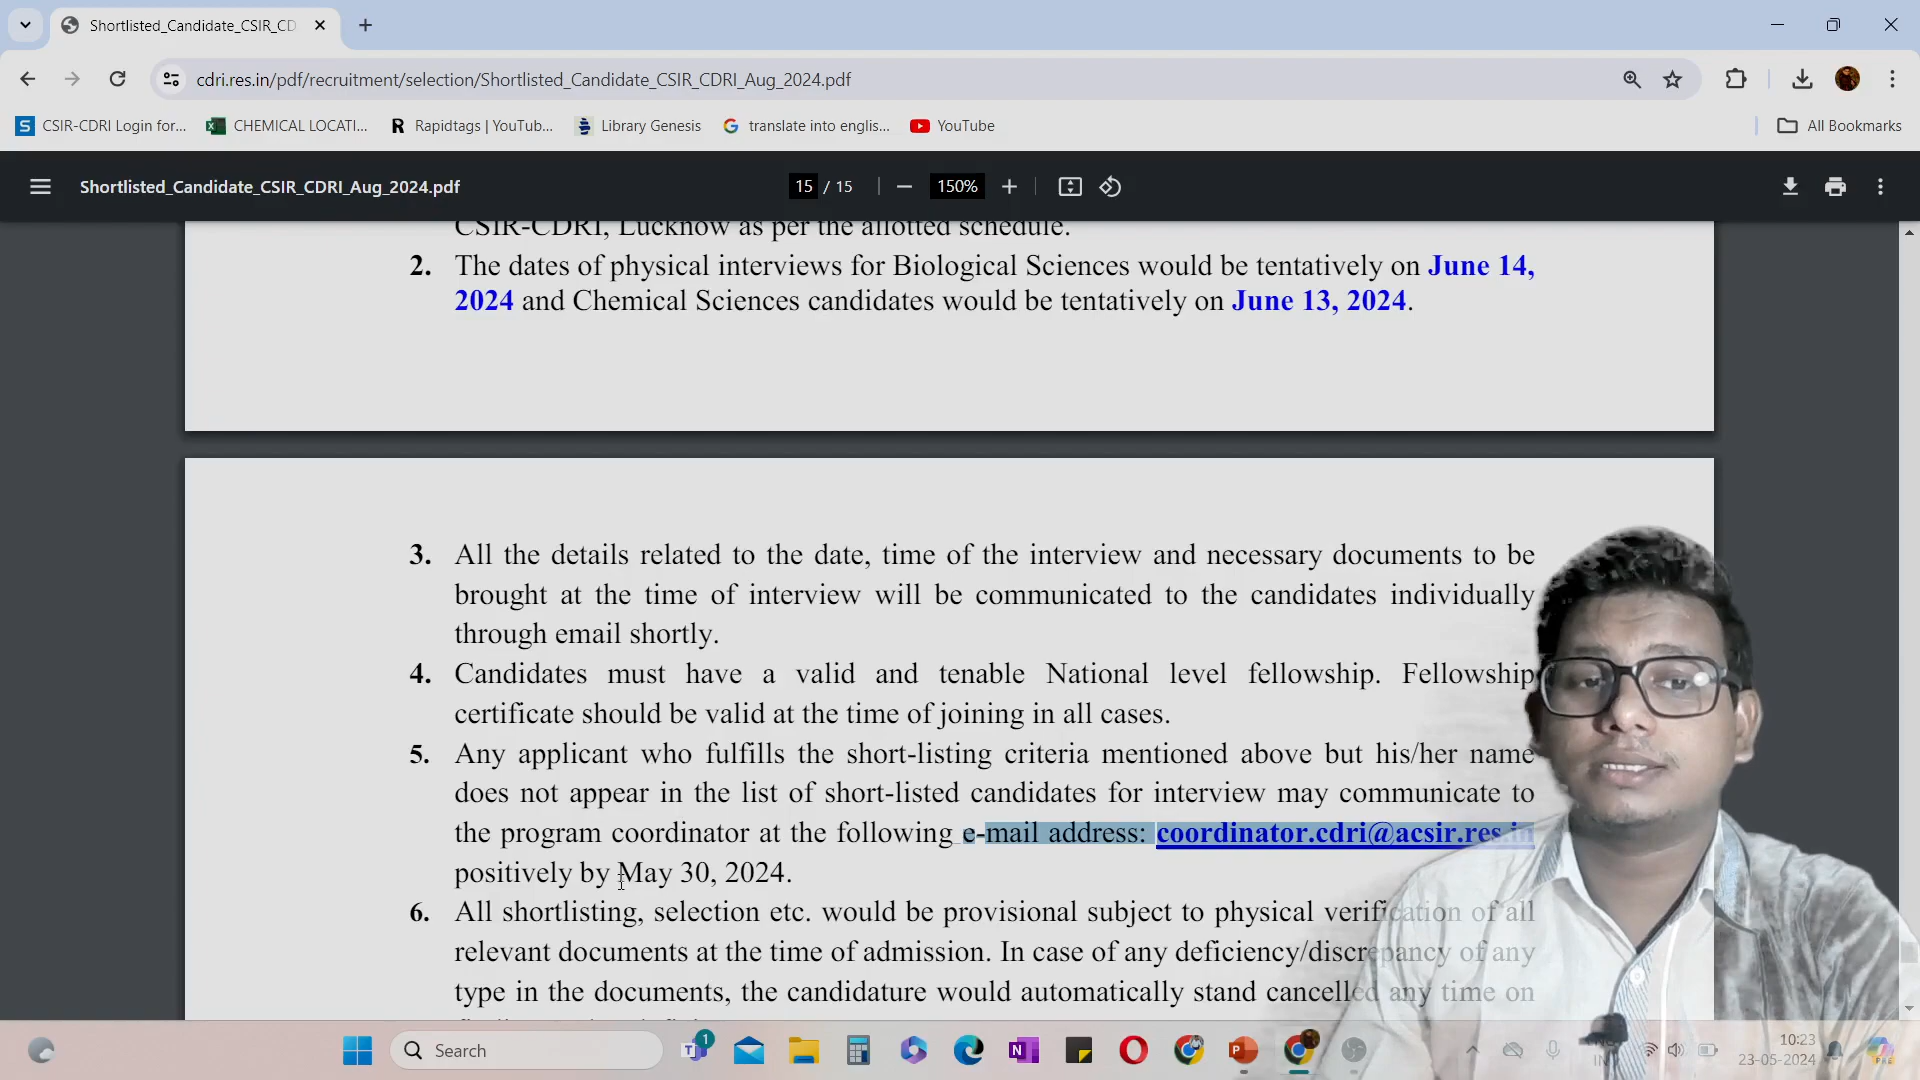 Shortlisted_Candidate_CSIR_CD
cdri.res.in/pdf/recruitment/selection/Shortlisted_Candidate_CSIR_CDRI_Aug_2024.pdf
CSIR-CDRI Login for... CHEMICAL LOCATI... Rapidtags | YouTub... Library Genesis translate into englis... YouTube All Bookmarks
Shortlisted_Candidate_CSIR_CDRI_Aug_2024.pdf 15 / 15 150%
CSIR-CDRI, Lucknow as per the allotted schedule.
2. The dates of physical interviews for Biological Sciences would be tentatively on June 14,
2024 and Chemical Sciences candidates would be tentatively on June 13, 2024.
3. All the details related to the date, time of the interview and necessary documents to be
brought at the time of interview will be communicated to the candidates individually
through email shortly.
4. Candidates must have a valid and tenable National level fellowship. Fellowship
certificate should be valid at the time of joining in all cases.
5. Any applicant who fulfills the short-listing criteria mentioned above but his/her name
does not appear in the list of short-listed candidates for interview may communicate to
the program coordinator at the following e-mail address: coordinator.cdri@acsir.res.in
positively by May 30, 2024.
6. All shortlisting, selection etc. would be provisional subject to physical verification of all
relevant documents at the time of admission. In case of any deficiency/discrepancy of any
type in the documents, the candidature would automatically stand cancelled any time on
Search
1
10:23
23-05-2024